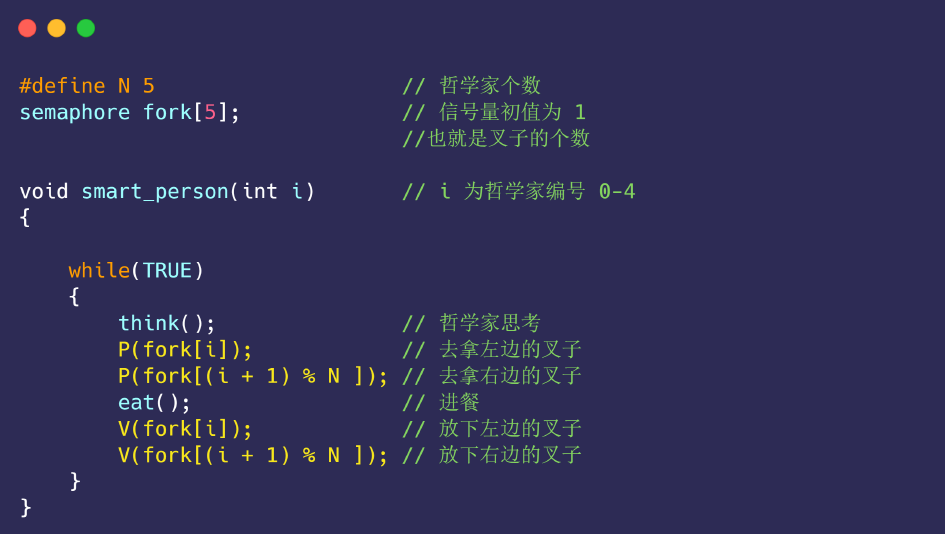 #define N 5 // 哲学家个数
semaphore fork[5]; // 信号量初值为 1
//也就是叉子的个数
void smart_person(int i) // i 为哲学家编号 0-4
{
while(TRUE)
{
think(); // 哲学家思考
P(fork[i]); // 去拿左边的叉子
P(fork[(i + 1) % N ]); // 去拿右边的叉子
eat(); // 进餐
V(fork[i]); // 放下左边的叉子
V(fork[(i + 1) % N ]); // 放下右边的叉子
}
}